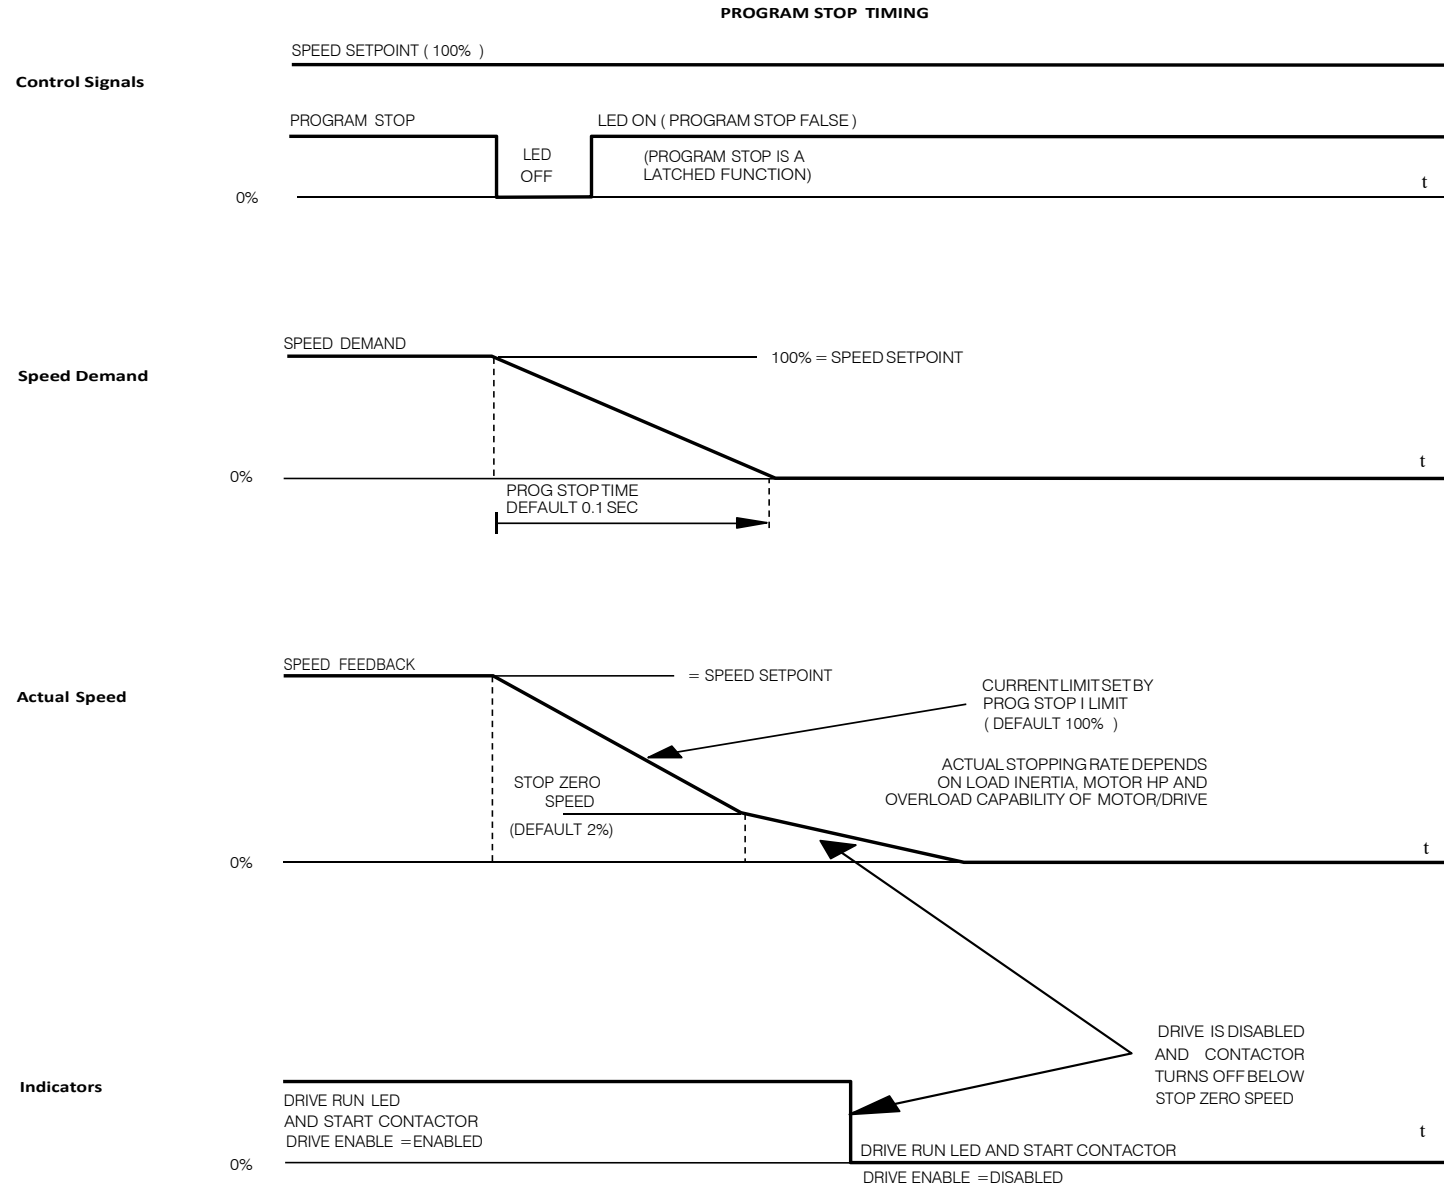 PROGRAM STOP TIMING
SPEED SETPOINT ( 100% )
Control Signals
PROGRAM STOP
LED ON ( PROGRAM STOP FALSE )
LED
OFF
(PROGRAM STOP IS A
LATCHED FUNCTION)
t
0%
SPEED DEMAND
100% = SPEED SETPOINT
Speed Demand
t
0%
PROG STOP TIME
DEFAULT 0.1 SEC
SPEED FEEDBACK
= SPEED SETPOINT
Actual Speed
CURRENT LIMIT SET BY
PROG STOP I LIMIT
( DEFAULT 100% )
ACTUAL STOPPING RATE DEPENDS
ON LOAD INERTIA, MOTOR HP AND
OVERLOAD CAPABILITY OF MOTOR/DRIVE
STOP ZERO
SPEED
(DEFAULT 2%)
t
0%
DRIVE IS DISABLED
AND CONTACTOR
TURNS OFF BELOW
STOP ZERO SPEED
Indicators
DRIVE RUN LED
AND START CONTACTOR
DRIVE ENABLE =ENABLED
t
DRIVE RUN LED AND START CONTACTOR
0%
DRIVE ENABLE =DISABLED